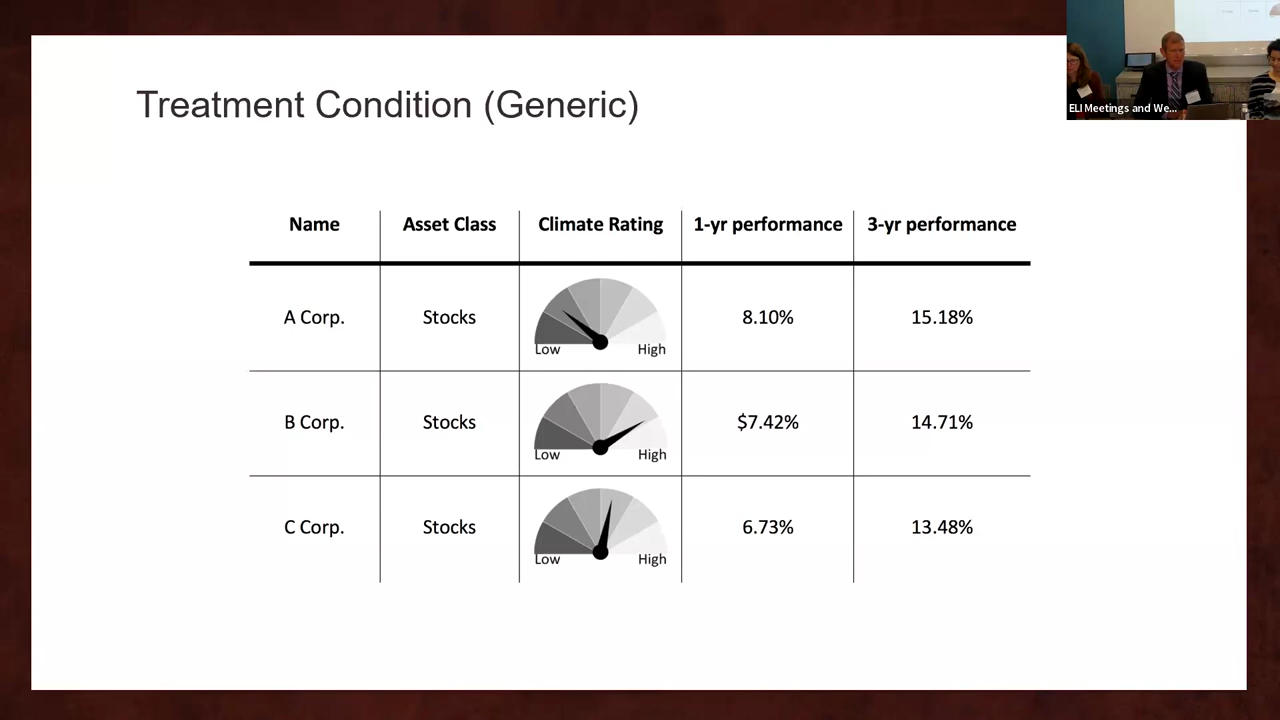 ELI Meetings and We...
Treatment Condition (Generic)
Name Asset Class Climate Rating 1-yr performance 3-yr performance
A Corp. Stocks 8.10% 15.18%
Low High
B Corp. Stocks $7.42% 14.71%
Low High
C Corp. Stocks 6.73% 13.48%
Low High